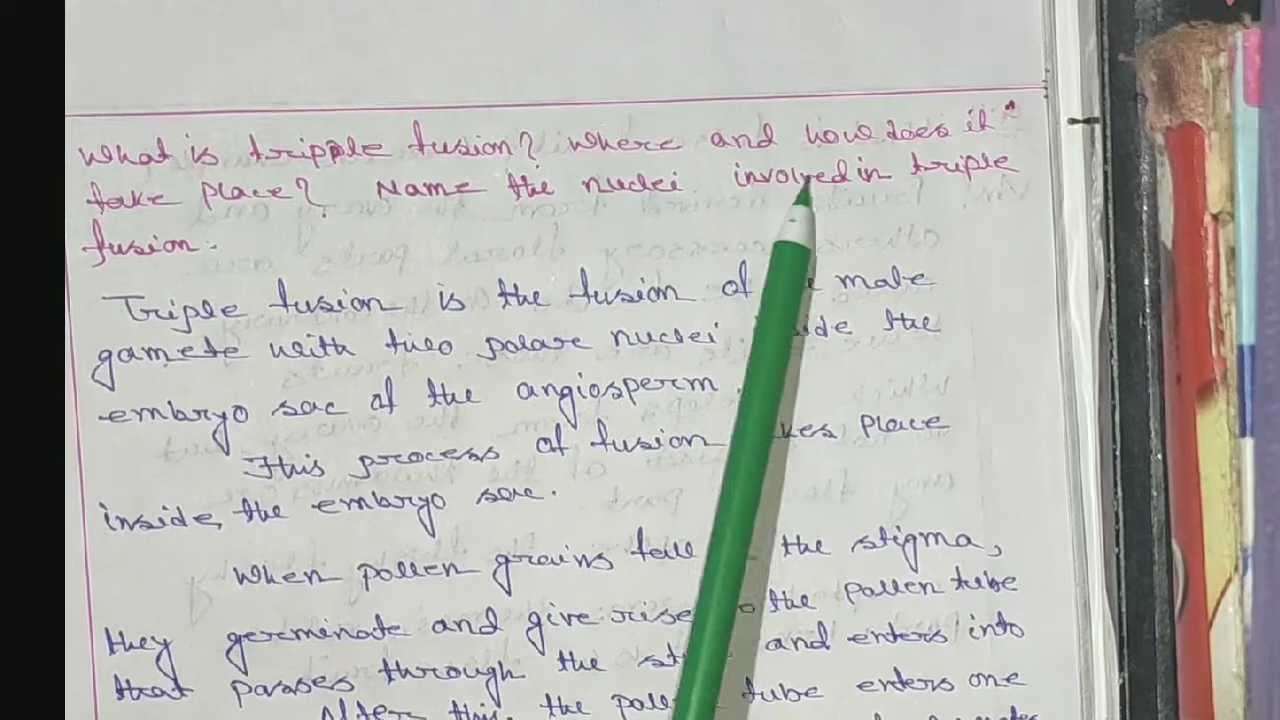 What is tripple fusion? Where and how does it
take place? Name the nuclei involved in triple
fusion.
Triple fusion is the fusion of male
gamete with two polar nuclei the
embryo sac of the angiosperm
This process of fusion place
inside, the embryo sac.
When pollen grains the stigma,
they germinate and give rise the pollen tube
that passes through the and enters into
After this, the tube enters one